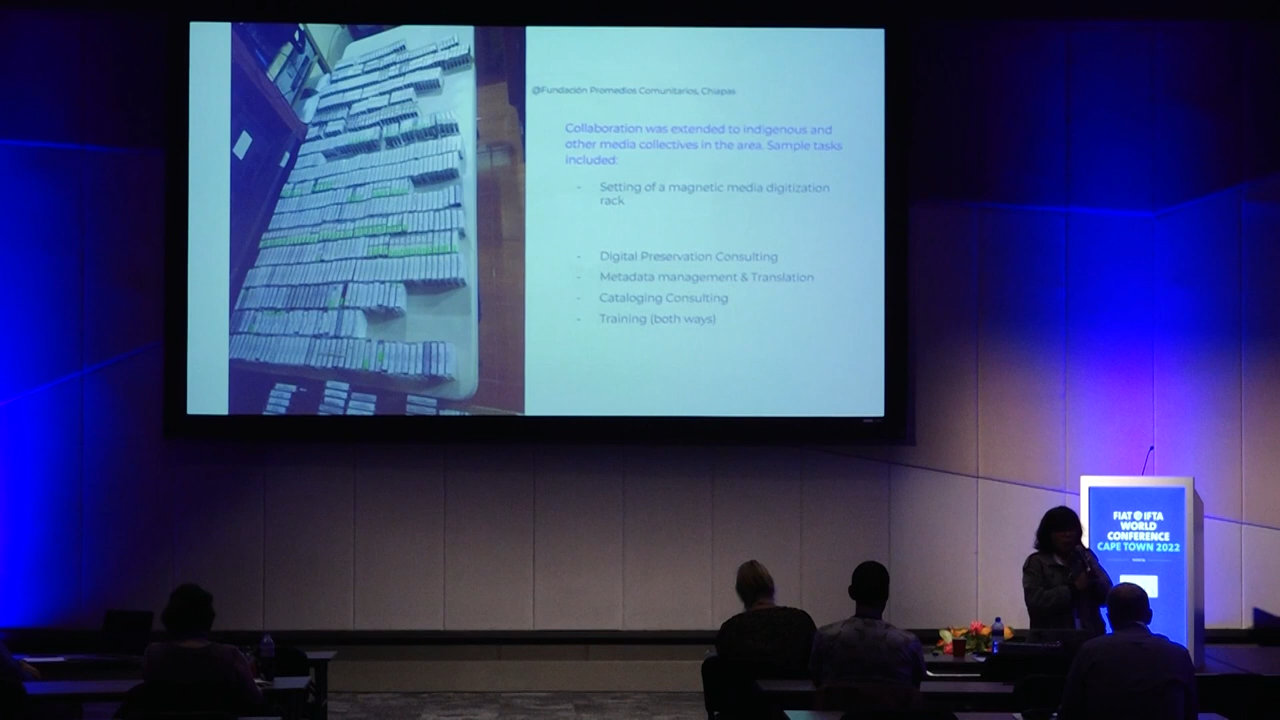 @Fundación Promedios Comunitarios, Chiapas
Collaboration was extended to indigenous and
other media collectives in the area. Sample tasks
included:
- Setting of a magnetic media digitization
rack
- Digital Preservation Consulting
- Metadata management & Translation
- Cataloging Consulting
- Training (both ways)
FIAT IFTA
WORLD
CONFERENCE
CAPE TOWN 2022